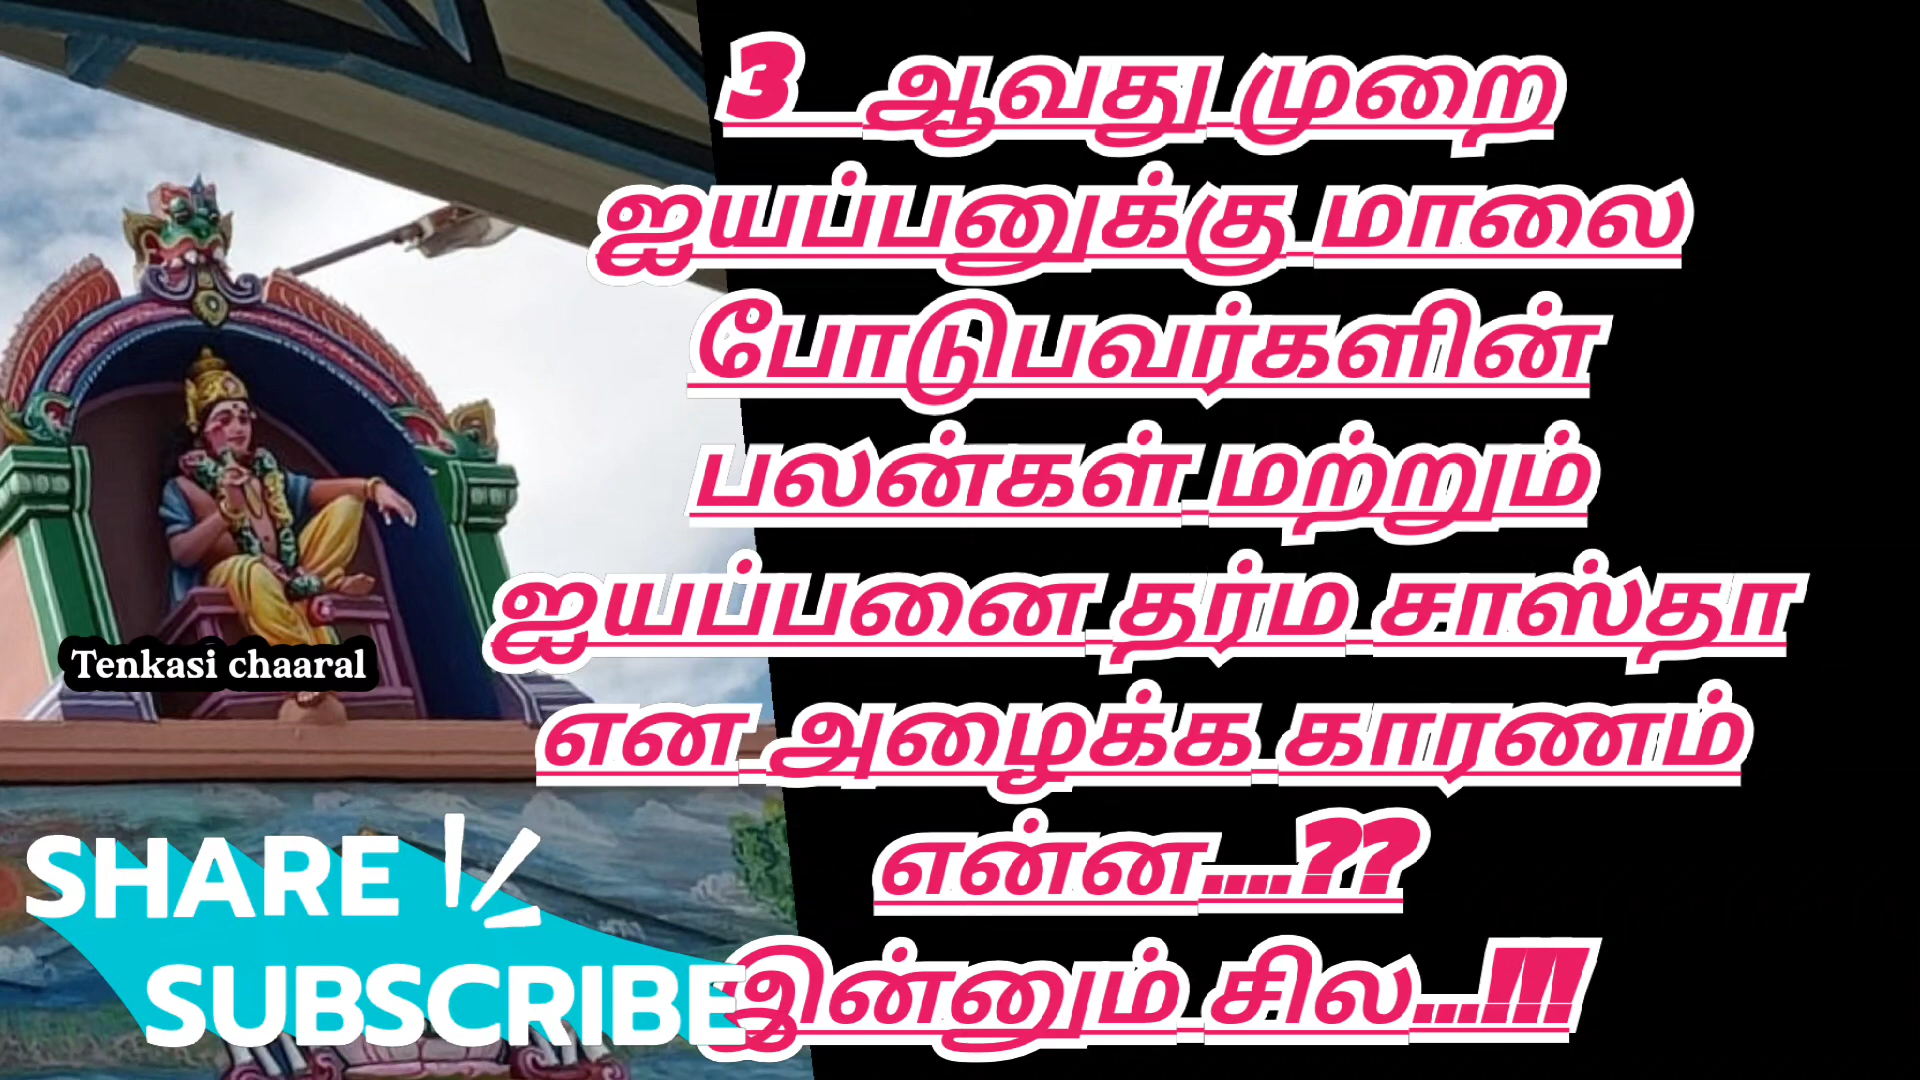 3 ஆவது முறை
ஐயப்பனுக்கு மாலை
போடுபவர்களின்
பலன்கள் மற்றும்
ஐயப்பனை தர்ம சாஸ்தா
என அழைக்க காரணம்
என்ன....??
இன்னும் சில...!!!
Tenkasi chaaral
SHARE
SUBSCRIBE